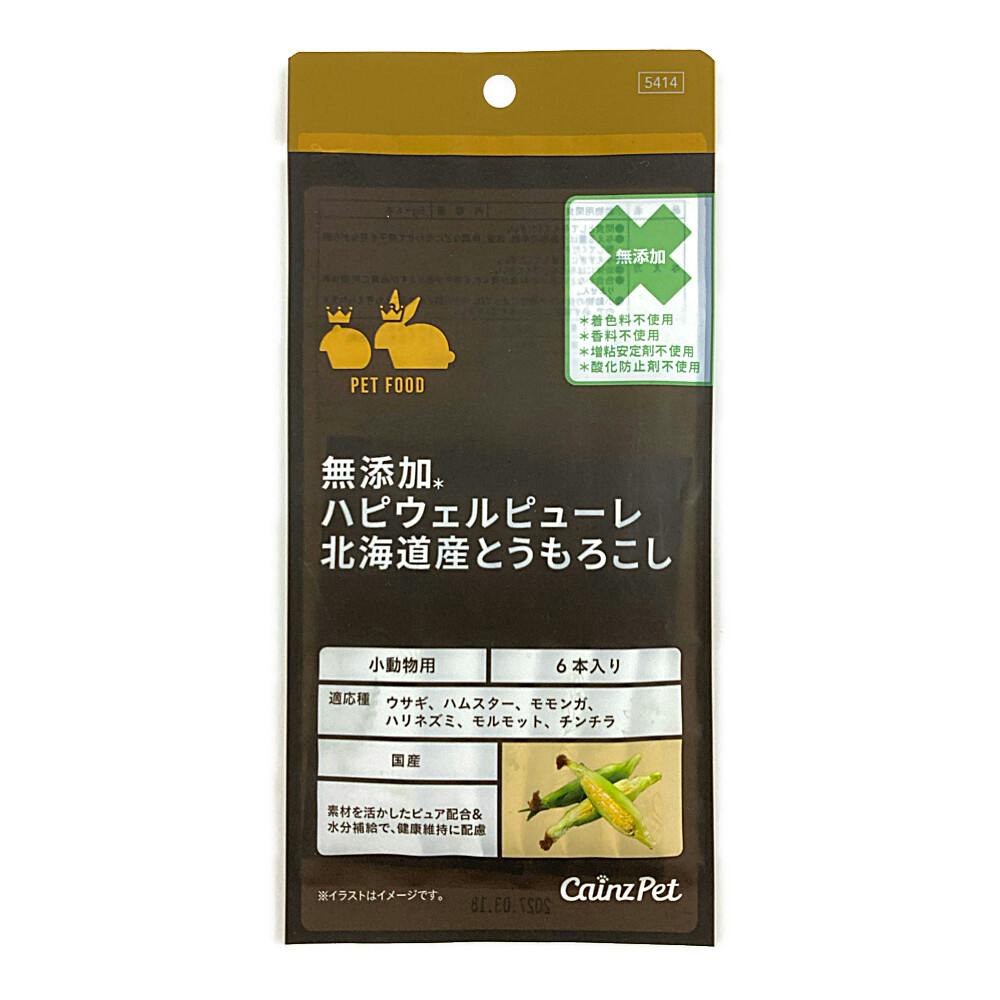 5414
無添加
＊着色料不使用
＊香料不使用
＊増粘安定剤不使用
＊酸化防止剤不使用
PET FOOD
無添加＊
ハピウェルピューレ
北海道産とうもろこし
小動物用
6本入り
適応種 ウサギ、ハムスター、モモンガ、
ハリネズミ、モルモット、チンチラ
国産
素材を活かしたピュア配合&
水分補給で、健康維持に配慮
※イラストはイメージです。
CainzPet
2027.03.18